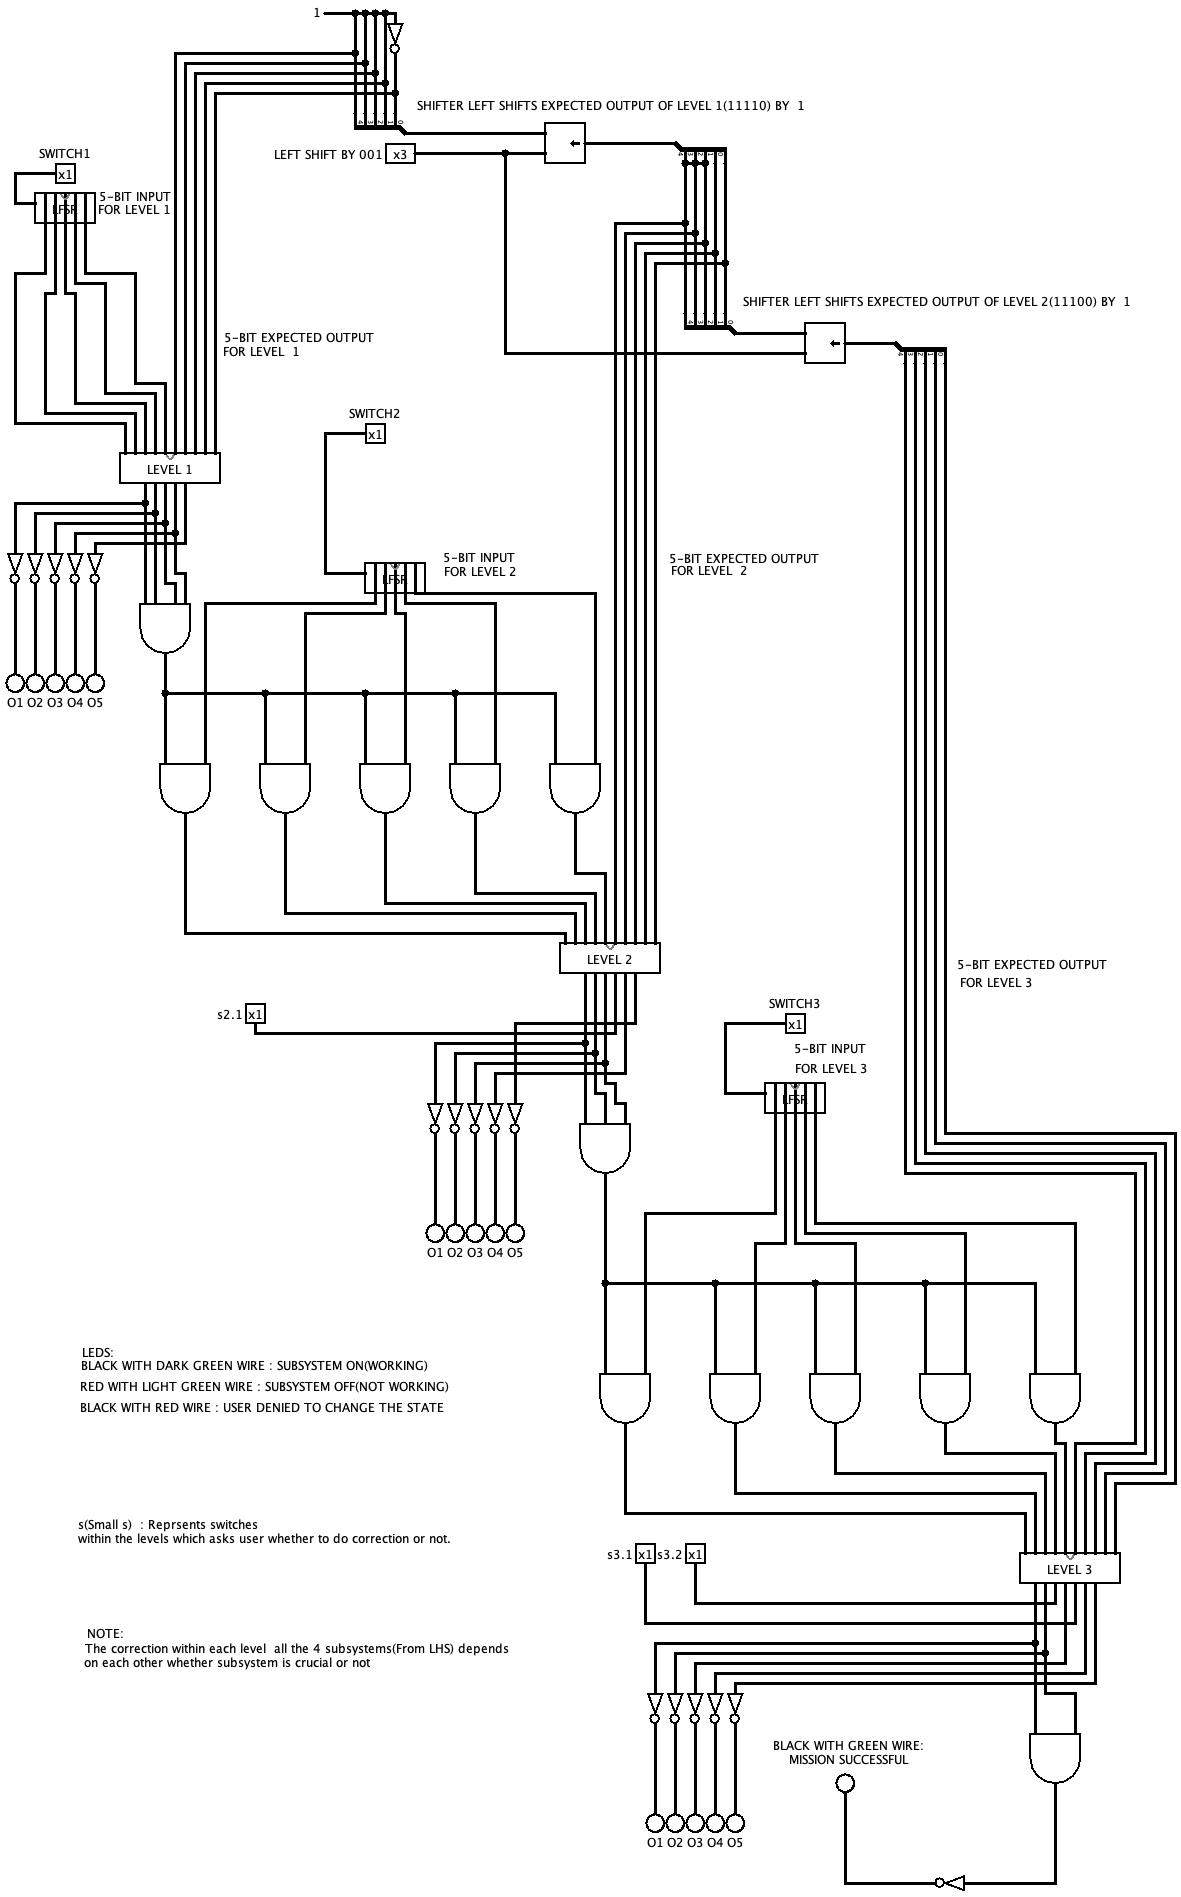 1
SHIFTER LEFT SHIFTS EXPECTED OUTPUT OF LEVEL 1(11110) BY  1
LEFT SHIFT BY 001 x3
SWITCH1
x1
LFSR
5-BIT INPUT
FOR LEVEL 1
SHIFTER LEFT SHIFTS EXPECTED OUTPUT OF LEVEL 2(11100) BY  1
5-BIT EXPECTED OUTPUT
FOR LEVEL  1
SWITCH2
x1
LEVEL 1
LFSR
5-BIT INPUT
FOR LEVEL 2
5-BIT EXPECTED OUTPUT
FOR LEVEL  2
O1 O2 O3 O4 O5
LEVEL 2
5-BIT EXPECTED OUTPUT
FOR LEVEL 3
s2.1 x1
SWITCH3
x1
5-BIT INPUT
FOR LEVEL 3
LFSR
O1 O2 O3 O4 O5
LEDS:
BLACK WITH DARK GREEN WIRE : SUBSYSTEM ON(WORKING)
RED WITH LIGHT GREEN WIRE : SUBSYSTEM OFF(NOT WORKING)
BLACK WITH RED WIRE : USER DENIED TO CHANGE THE STATE
s(Small s)  : Reprsents switches
within the levels which asks user whether to do correction or not.
s3.1 x1 s3.2 x1
LEVEL 3
NOTE:
The correction within each level  all the 4 subsystems(From LHS) depends
on each other whether subsystem is crucial or not
BLACK WITH GREEN WIRE:
MISSION SUCCESSFUL
O1 O2 O3 O4 O5